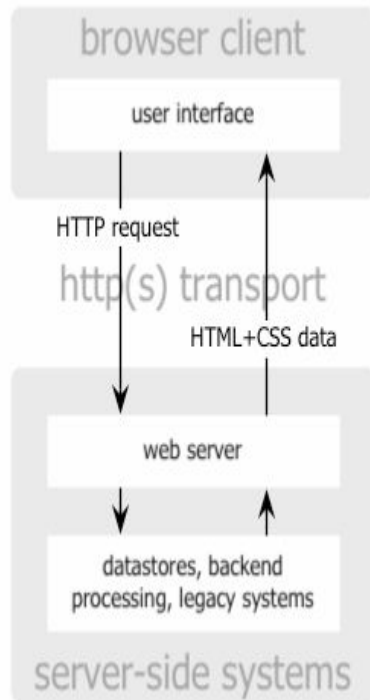 browser client
user interface
HTTP request
http(s) transport
HTML+CSS data
web server
datastores, backend
processing, legacy systems
server-side systems